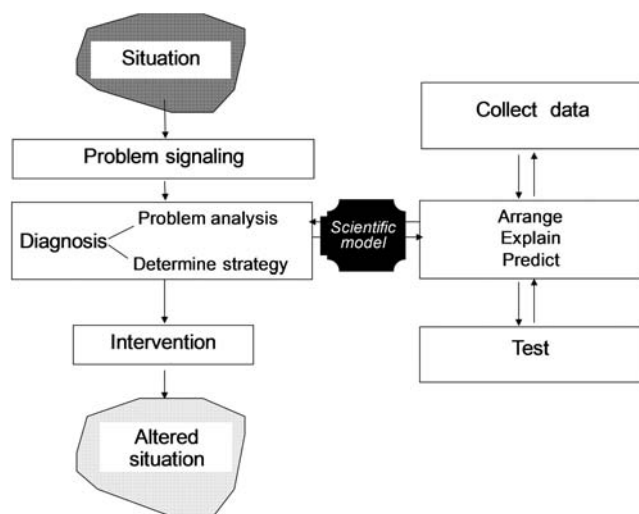 Situation
Problem signaling
Diagnosis
Problem analysis
Determine strategy
Intervention
Altered
situation
Scientific
model
Collect data
Arrange
Explain
Predict
Test